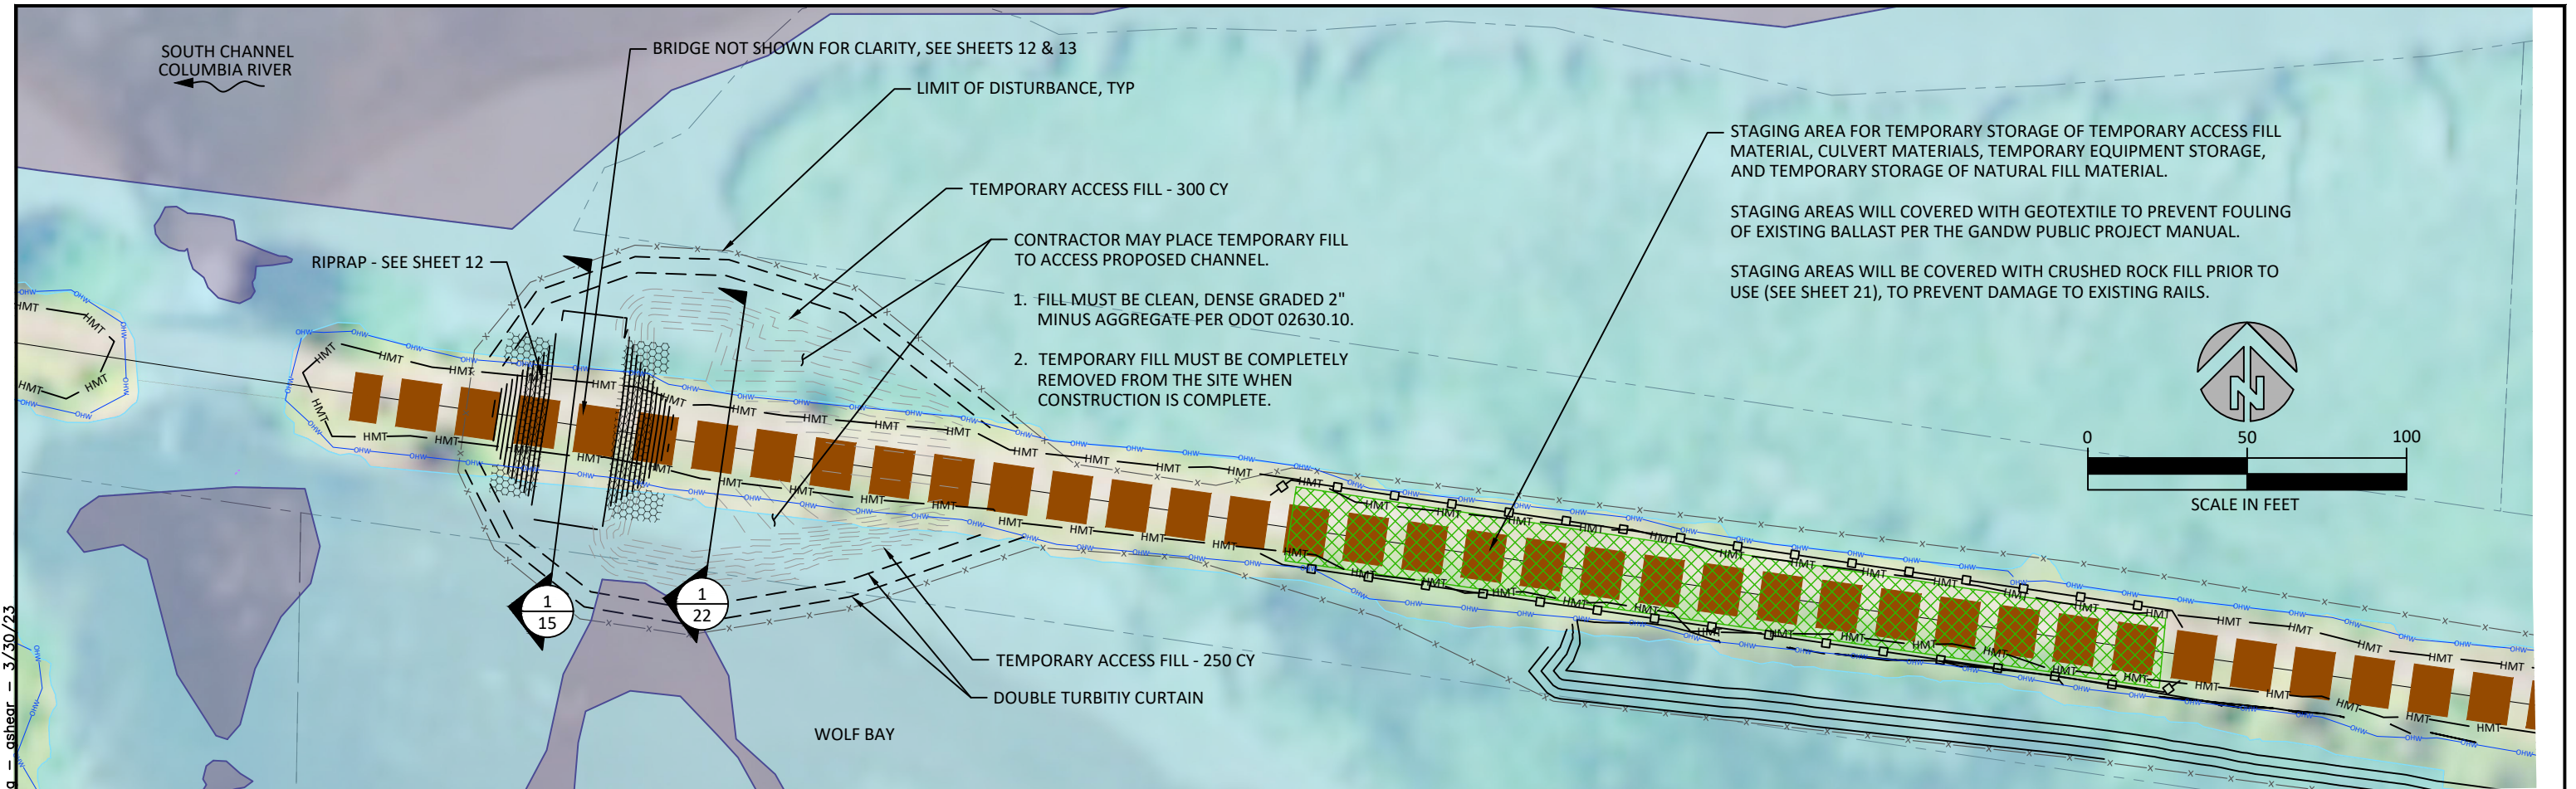 SOUTH CHANNEL
COLUMBIA RIVER
BRIDGE NOT SHOWN FOR CLARITY, SEE SHEETS 12 & 13
LIMIT OF DISTURBANCE, TYP
TEMPORARY ACCESS FILL - 300 CY
CONTRACTOR MAY PLACE TEMPORARY FILL
TO ACCESS PROPOSED CHANNEL.
1. FILL MUST BE CLEAN, DENSE GRADED 2"
MINUS AGGREGATE PER ODOT 02630.10.
2. TEMPORARY FILL MUST BE COMPLETELY
REMOVED FROM THE SITE WHEN
CONSTRUCTION IS COMPLETE.
RIPRAP - SEE SHEET 12
STAGING AREA FOR TEMPORARY STORAGE OF TEMPORARY ACCESS FILL
MATERIAL, CULVERT MATERIALS, TEMPORARY EQUIPMENT STORAGE,
AND TEMPORARY STORAGE OF NATURAL FILL MATERIAL.
STAGING AREAS WILL COVERED WITH GEOTEXTILE TO PREVENT FOULING
OF EXISTING BALLAST PER THE GANDW PUBLIC PROJECT MANUAL.
STAGING AREAS WILL BE COVERED WITH CRUSHED ROCK FILL PRIOR TO
USE (SEE SHEET 21), TO PREVENT DAMAGE TO EXISTING RAILS.
N
0 50 100
SCALE IN FEET
OHW
HMT
1
15
1
22
TEMPORARY ACCESS FILL - 250 CY
DOUBLE TURBITIY CURTAIN
WOLF BAY
g - gshear - 3/30/23